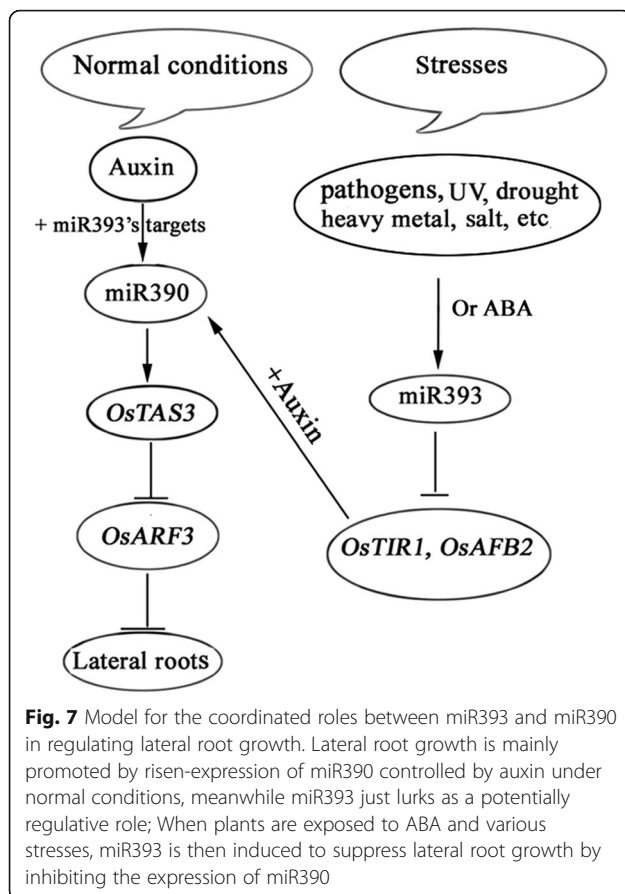 Normal conditions
Stresses
Auxin
pathogens, UV, drought
heavy metal, salt, etc
+ miR393's targets
miR390
Or ABA
miR393
+Auxin
OsTAS3
OsARF3
OsTIR1, OsAFB2
Lateral roots
Fig. 7 Model for the coordinated roles between miR393 and miR390
in regulating lateral root growth. Lateral root growth is mainly
promoted by risen-expression of miR390 controlled by auxin under
normal conditions, meanwhile miR393 just lurks as a potentially
regulative role; When plants are exposed to ABA and various
stresses, miR393 is then induced to suppress lateral root growth by
inhibiting the expression of miR390